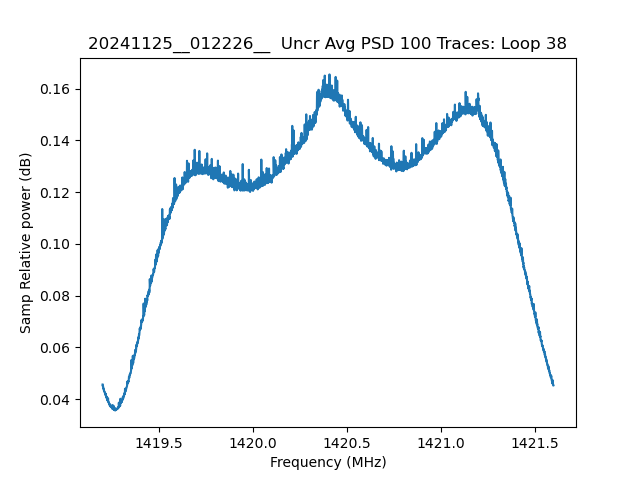 20241125__012226__ Uncr Avg PSD 100 Traces: Loop 38
0.16
0.14
0.12
0.10
0.08
0.06
0.04
Samp Relative power (dB)
1419.5 1420.0 1420.5 1421.0 1421.5
Frequency (MHz)